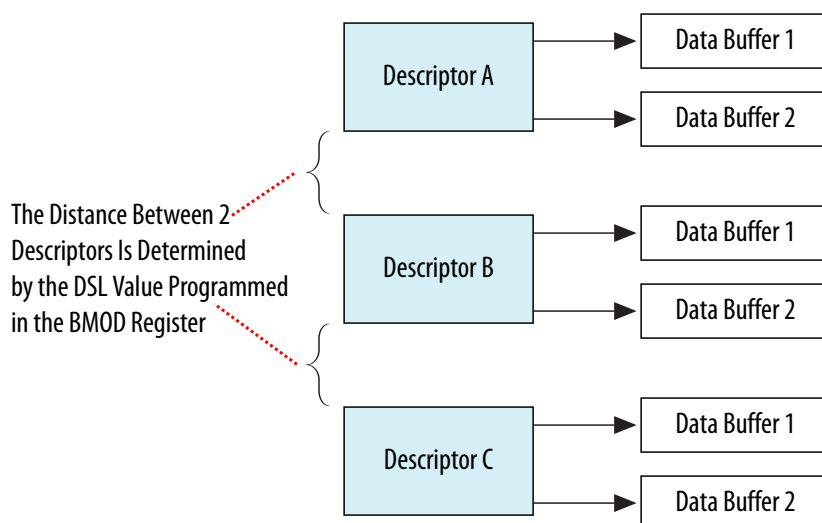 Descriptor A
Data Buffer 1
Data Buffer 2
The Distance Between 2
Descriptors Is Determined
by the DSL Value Programmed
in the BMOD Register
Descriptor B
Data Buffer 1
Data Buffer 2
Descriptor C
Data Buffer 1
Data Buffer 2